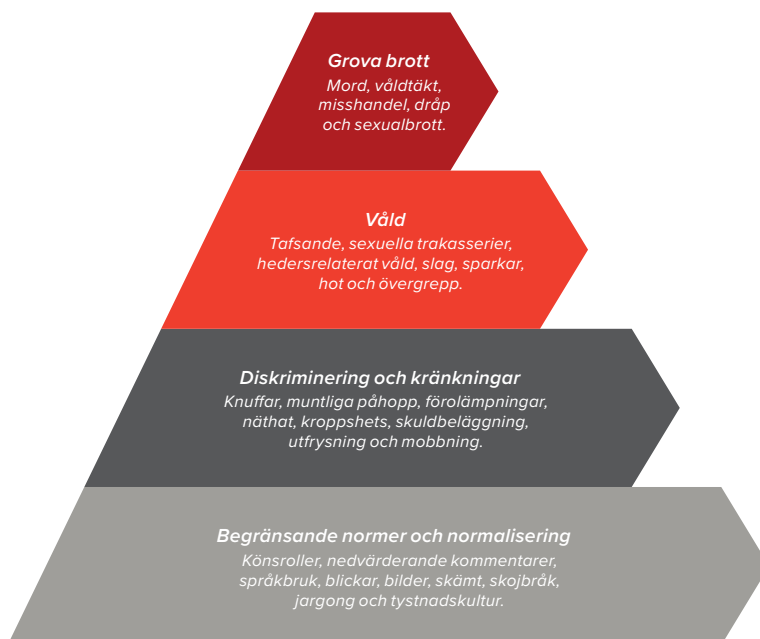 Grova brott
Mord, våldtäkt,
misshandel, dråp
och sexualbrott.
Våld
Tafsande, sexuella trakasserier,
hedersrelaterat våld, slag, sparkar,
hot och övergrepp.
Diskriminering och kränkningar
Knuffar, muntliga påhopp, förolämpningar,
näthat, kroppshets, skuldbeläggning,
utfrysning och mobbning.
Begränsande normer och normalisering
Könsroller, nedvärderande kommentarer,
språkbruk, blickar, bilder, skämt, skojbråk,
jargong och tystnadskultur.